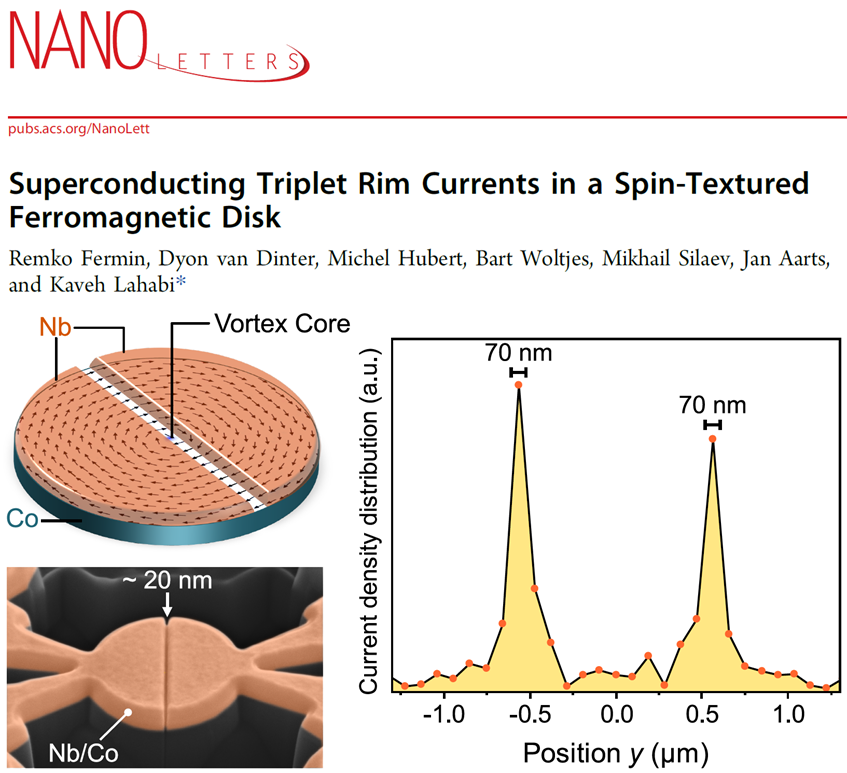 NANO LETTERS
pubs.acs.org/NanoLett
Superconducting Triplet Rim Currents in a Spin-Textured
Ferromagnetic Disk
Remko Fermin, Dyon van Dinter, Michel Hubert, Bart Woltjes, Mikhail Silaev, Jan Aarts,
and Kaveh Lahabi*
Nb
Vortex Core
Co
~ 20 nm
Nb/Co
Current density distribution (a.u.)
70 nm
70 nm
-1.0 -0.5 0.0 0.5 1.0
Position y (μm)